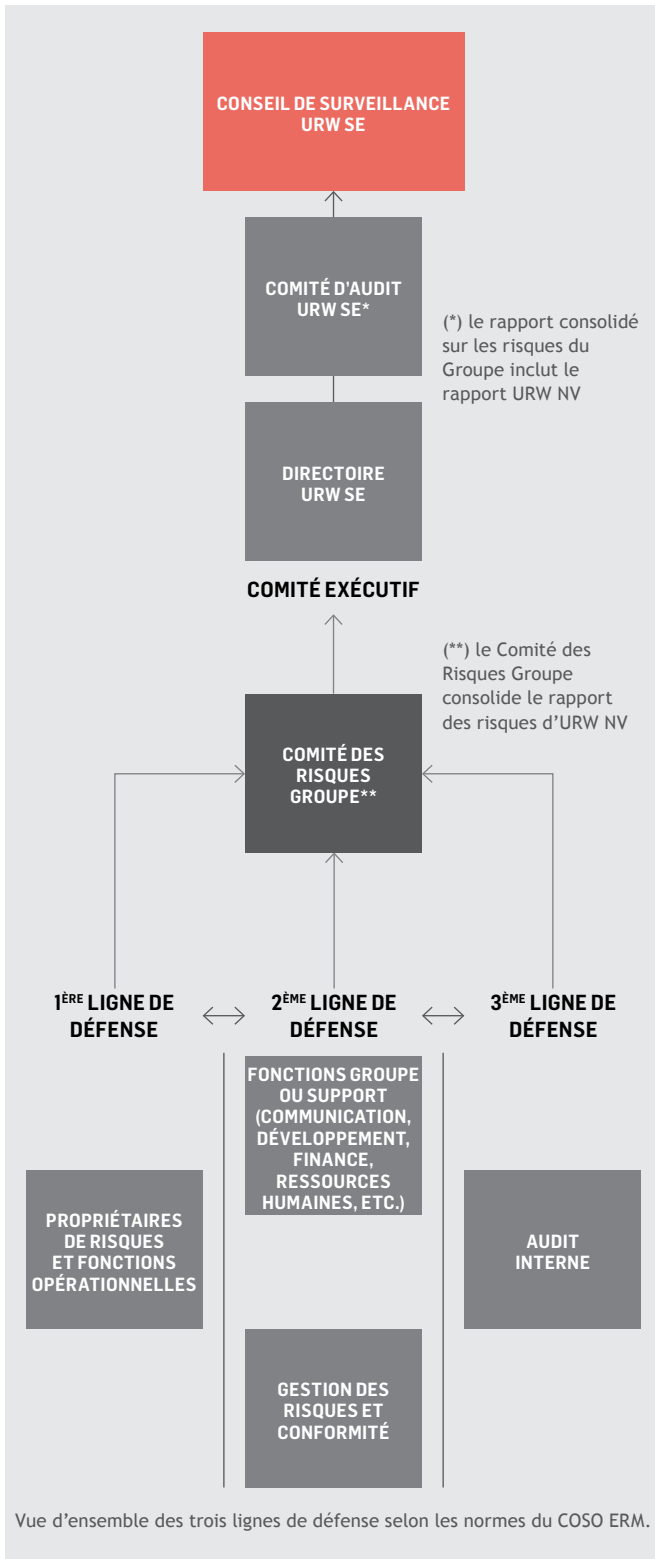 CONSEIL DE SURVEILLANCE
URW SE
COMITÉ D'AUDIT
URW SE*
(*) le rapport consolidé
sur les risques du
Groupe inclut le
rapport URW NV
DIRECTOIRE
URW SE
COMITÉ EXÉCUTIF
(**) le Comité des
Risques Groupe
consolide le rapport
des risques d'URW NV
COMITÉ DES
RISQUES
GROUPE**
1ÈRE LIGNE DE
DÉFENSE
2ÈME LIGNE DE
DÉFENSE
3ÈME LIGNE DE
DÉFENSE
FONCTIONS GROUPE
OU SUPPORT
(COMMUNICATION,
DÉVELOPPEMENT,
FINANCE,
RESSOURCES
HUMAINES, ETC.)
PROPRIÉTAIRES
DE RISQUES
ET FONCTIONS
OPÉRATIONNELLES
AUDIT
INTERNE
GESTION DES
RISQUES ET
CONFORMITÉ
Vue d'ensemble des trois lignes de défense selon les normes du COSO ERM.